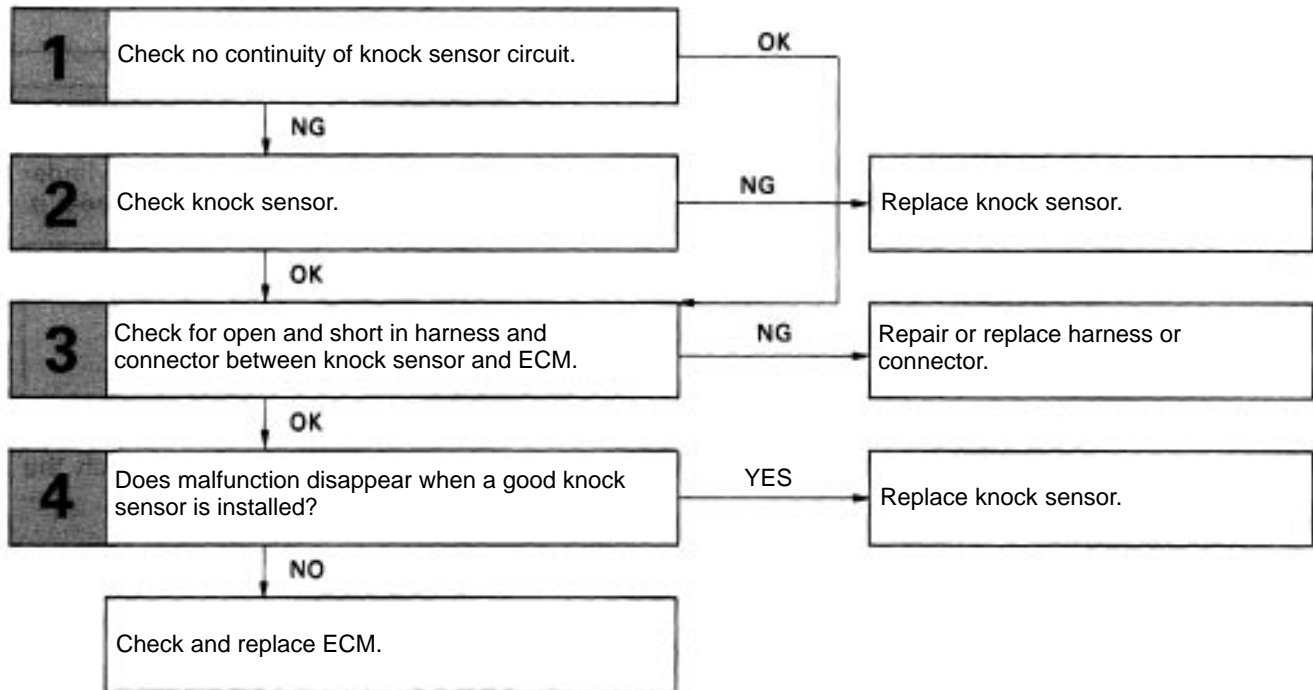 1
Check no continuity of knock sensor circuit.
OK
NG
2
Check knock sensor.
NG
Replace knock sensor.
OK
3
Check for open and short in harness and
connector between knock sensor and ECM.
NG
Repair or replace harness or
connector.
OK
4
Does malfunction disappear when a good knock
sensor is installed?
YES
Replace knock sensor.
NO
Check and replace ECM.